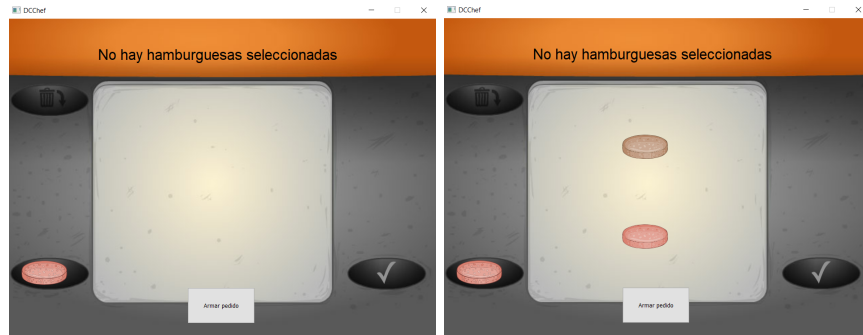 DCChef
No hay hamburguesas seleccionadas
Armar pedido
DCChef
No hay hamburguesas seleccionadas
Armar pedido